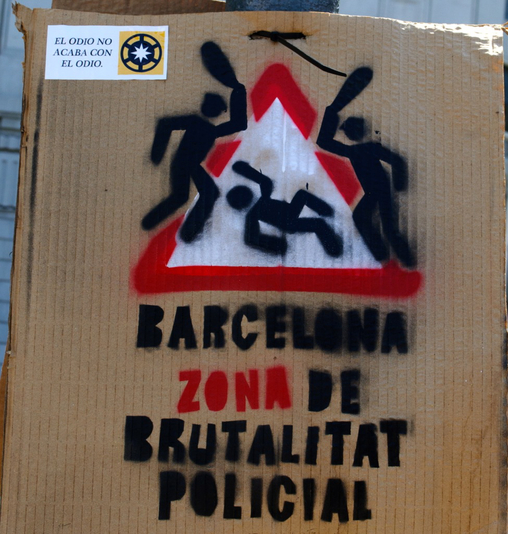 EL ODIO NO
ACABA CON
EL ODIO.
BARCELONA
ZONA DE
BRUTALITAT
POLICIAL